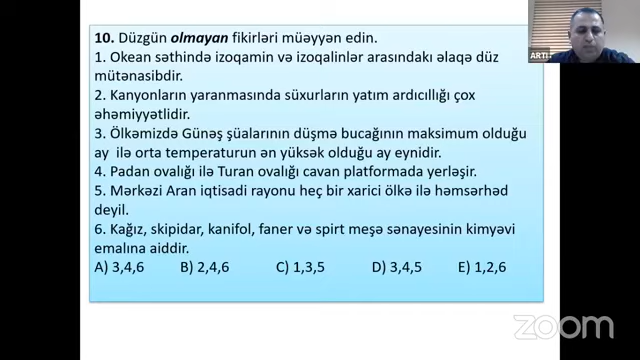 10. Düzgün olmayan fikirləri müəyyən edin.
1. Okean səthində izoqamin və izoqalinlər arasındakı əlaqə düz
mütənasibdir.
2. Kanyonların yaranmasında süxurların yatım ardıcıllığı çox
əhəmiyyətlidir.
3. Ölkəmizdə Günəş şüalarının düşmə bucağının maksimum olduğu
ay ilə orta temperaturun ən yüksək olduğu ay eynidir.
4. Padan ovalığı ilə Turan ovalığı cavan platformada yerləşir.
5. Mərkəzi Aran iqtisadi rayonu heç bir xarici ölkə ilə həmsərhəd
deyil.
6. Kağız, skipidar, kanifol, faner və spirt meşə sənayesinin kimyəvi
emalına aiddir.
A) 3,4,6 B) 2,4,6 C) 1,3,5 D) 3,4,5 E) 1,2,6
ARTI
zoom